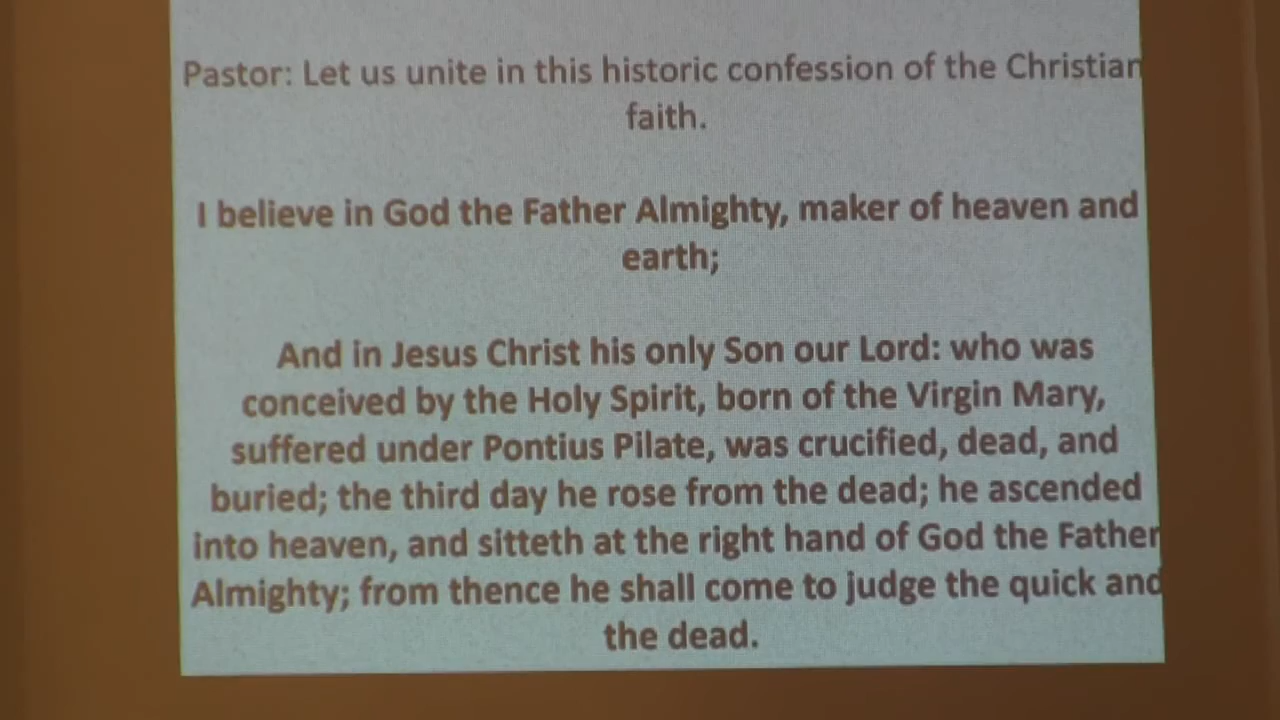 Pastor: Let us unite in this historic confession of the Christian
faith.
I believe in God the Father Almighty, maker of heaven and
earth;
And in Jesus Christ his only Son our Lord: who was
conceived by the Holy Spirit, born of the Virgin Mary,
suffered under Pontius Pilate, was crucified, dead, and
buried; the third day he rose from the dead; he ascended
into heaven, and sitteth at the right hand of God the Father
Almighty; from thence he shall come to judge the quick and
the dead.